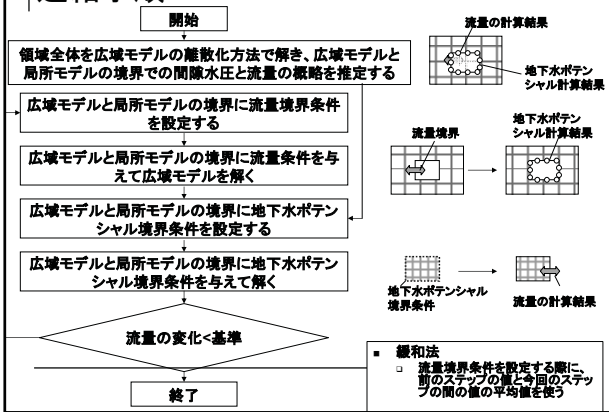 開始
領域全体を広域モデルの離散化方法で解き、広域モデルと
局所モデルの境界での間隙水圧と流量の概略を推定する
広域モデルと局所モデルの境界に流量境界条件
を設定する
広域モデルと局所モデルの境界に流量条件を与
えて広域モデルを解く
広域モデルと局所モデルの境界に地下水ポテン
シャル境界条件を設定する
広域モデルと局所モデルの境界に地下水ポテン
シャル境界条件を与えて解く
流量の変化<基準
終了
流量の計算結果
地下水ポテン
シャル計算結果
流量境界
地下水ポテン
シャル計算結果
地下水ポテンシャル
境界条件
流量の計算結果
■ 緩和法
□ 流量境界条件を設定する際に、
前のステップの値と今回のステッ
プの間の値の平均値を使う